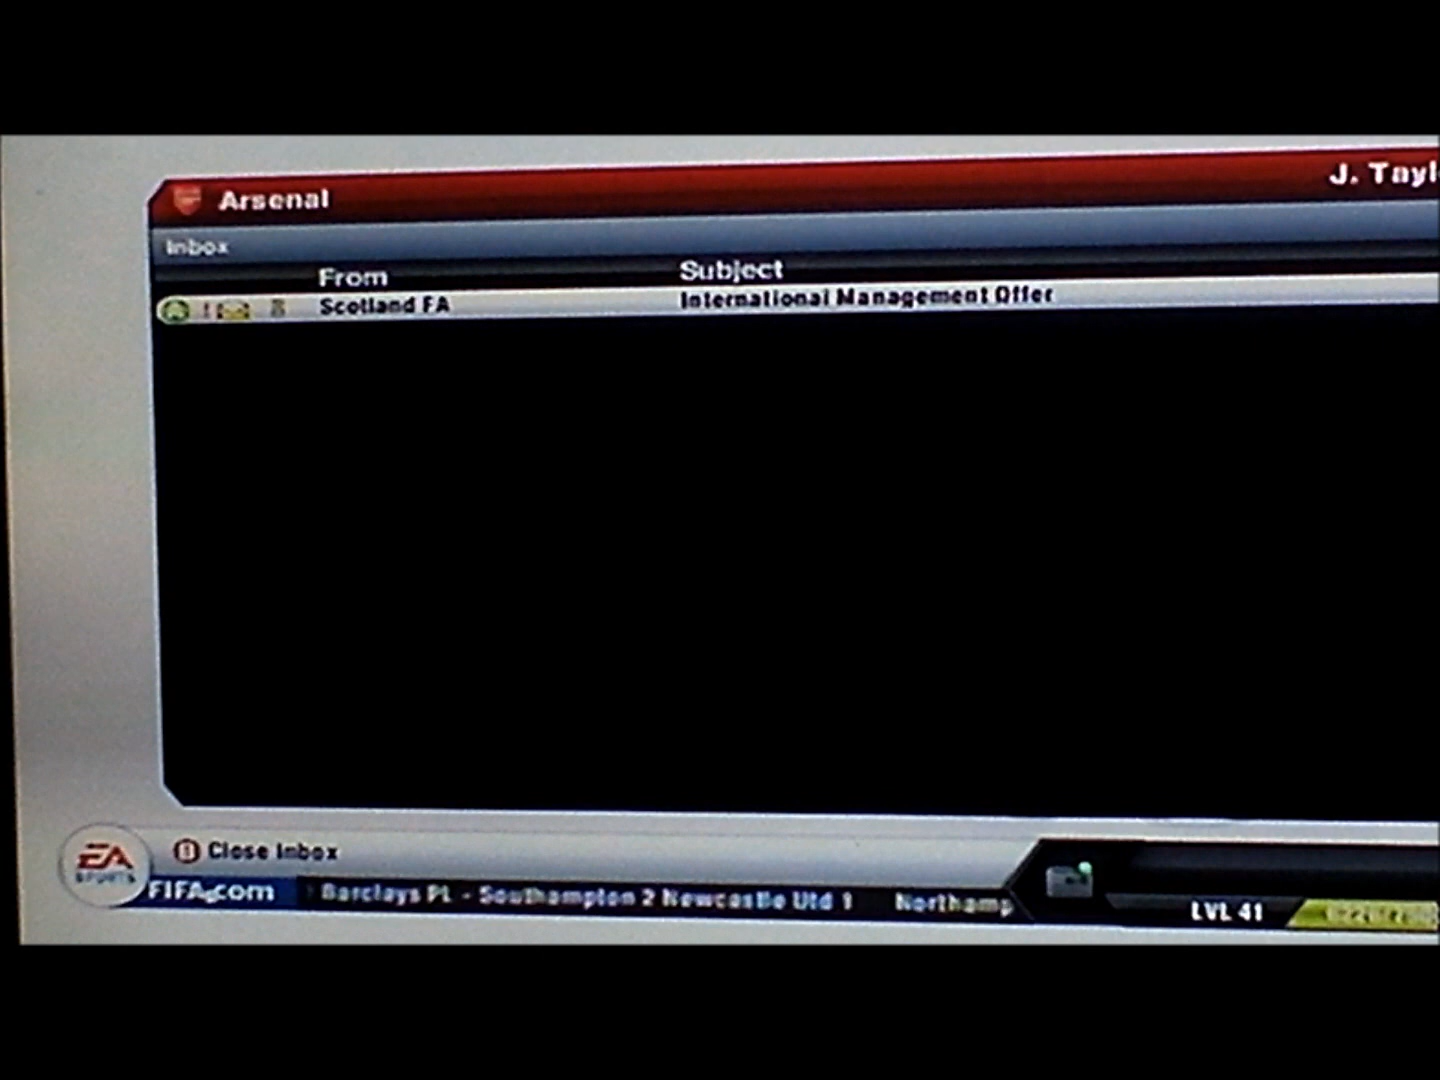 Arsenal
J. Tayl
Inbox
From Subject
Scotland FA International Management Offer
Close Inbox
EA
SPORTS
FIFA.com Barclays PL - Southampton 2 Newcastle Utd 1 Northamp
LVL 41